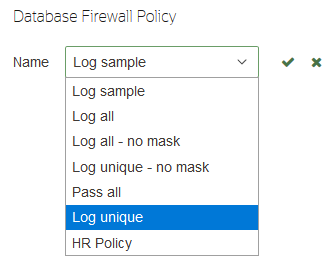 Database Firewall Policy
Name Log sample
Log sample
Log all
Log all - no mask
Log unique - no mask
Pass all
Log unique
HR Policy